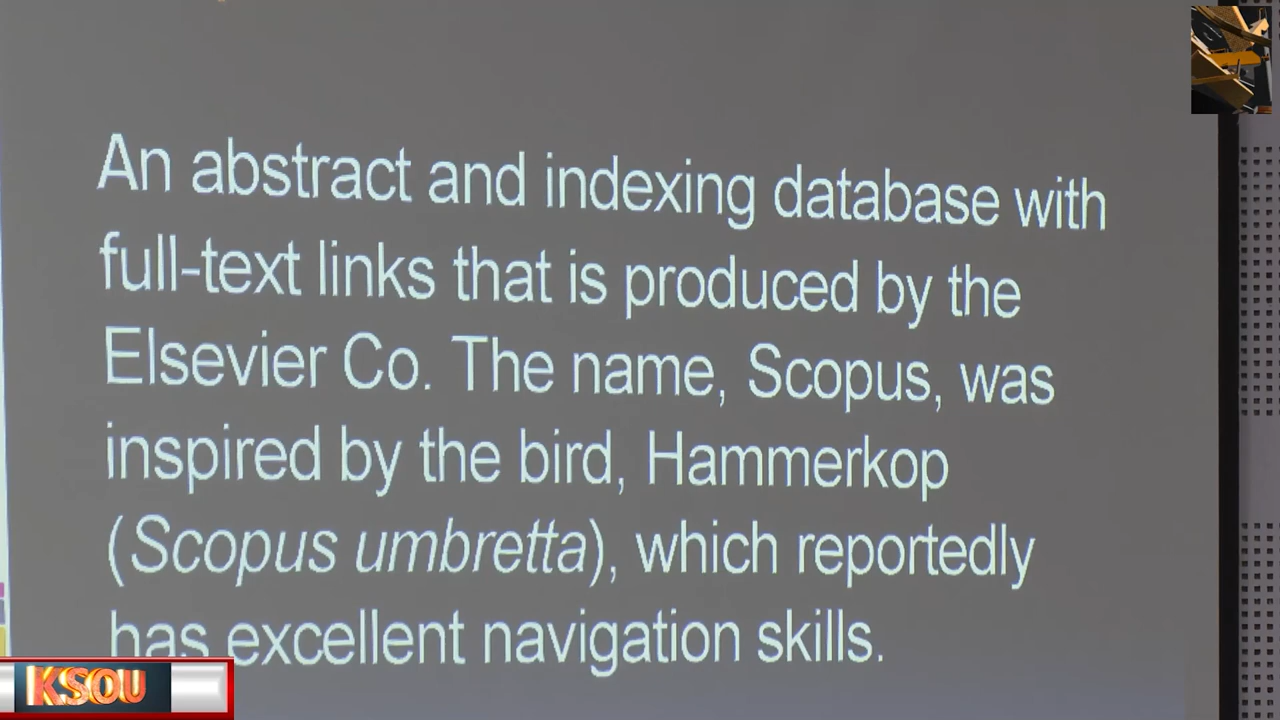 An abstract and indexing database with
full-text links that is produced by the
Elsevier Co. The name, Scopus, was
inspired by the bird, Hammerkop
(Scopus umbretta), which reportedly
has excellent navigation skills.
KSOU